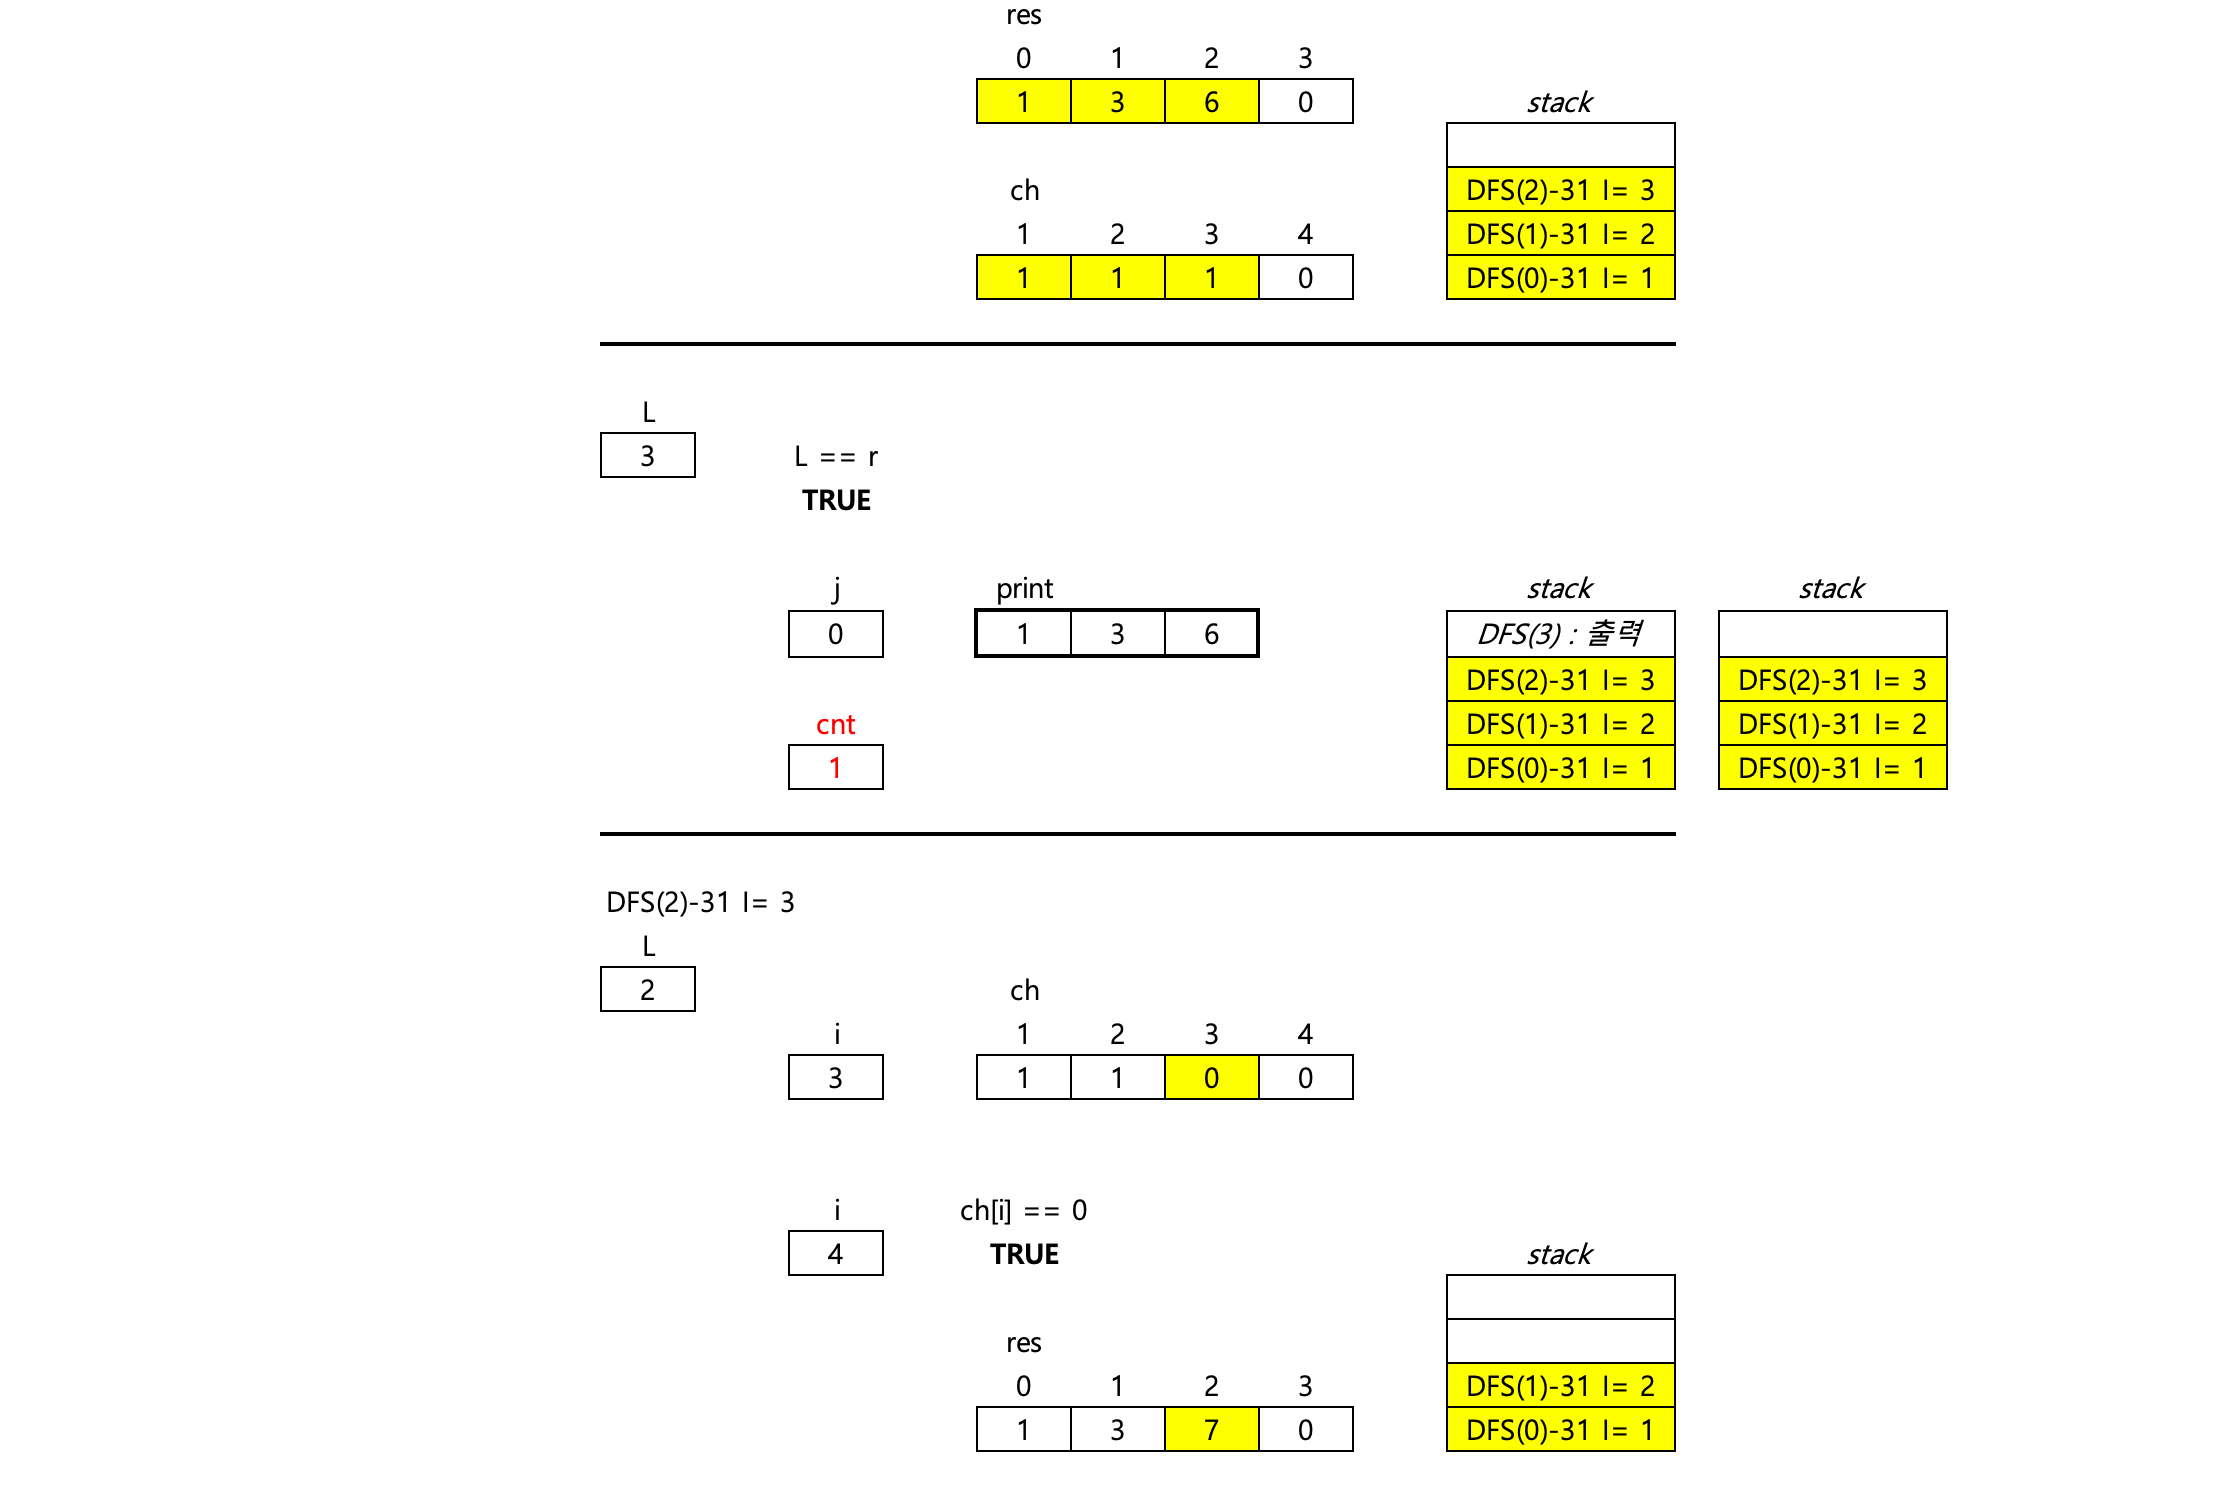 res
0 1 2 3
1 3 6 0
stack
ch
DFS(2)-31 I= 3
1 2 3 4
DFS(1)-31 I= 2
1 1 1 0
DFS(0)-31 I= 1
L
3
L == r
TRUE
j
print
stack
stack
0
1 3 6
DFS(3) : 출력
DFS(2)-31 I= 3
DFS(2)-31 I= 3
cnt
DFS(1)-31 I= 2
DFS(1)-31 I= 2
1
DFS(0)-31 I= 1
DFS(0)-31 I= 1
DFS(2)-31 I= 3
L
2
ch
i
1 2 3 4
3
1 1 0 0
i
ch[i] == 0
4
TRUE
stack
res
0 1 2 3
DFS(1)-31 I= 2
1 3 7 0
DFS(0)-31 I= 1